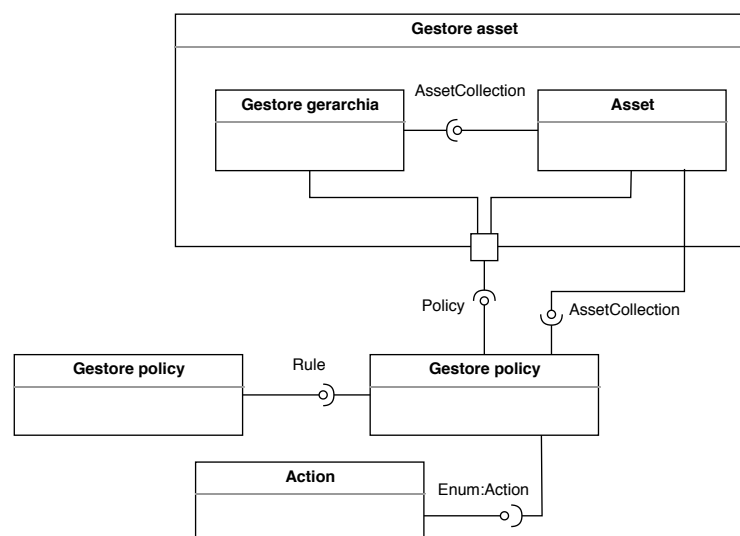 Gestore asset
AssetCollection
Gestore gerarchia
Asset
Policy
AssetCollection
Rule
Gestore policy
Gestore policy
Action
Enum:Action